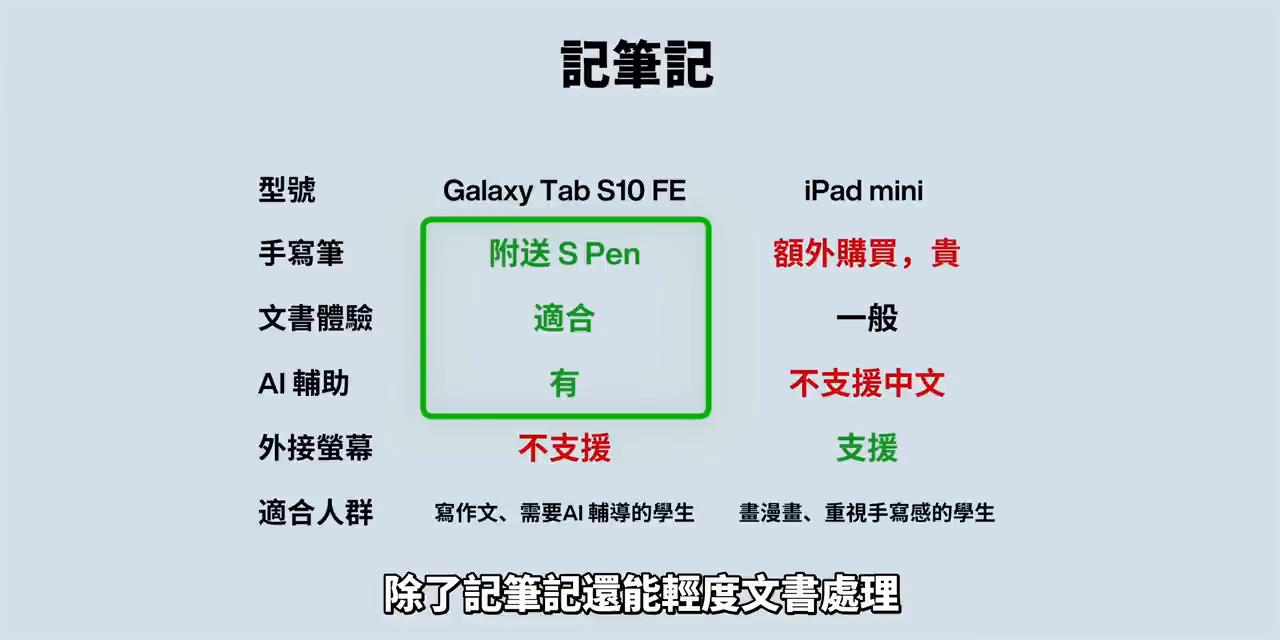 記筆記
型號 Galaxy Tab S10 FE iPad mini
手寫筆 附送 S Pen 額外購買，貴
文書體驗 適合 一般
AI 輔助 有 不支援中文
外接螢幕 不支援 支援
適合人群 寫作文、需要AI 輔導的學生 畫漫畫、重視手寫感的學生
除了記筆記還能輕度文書處理